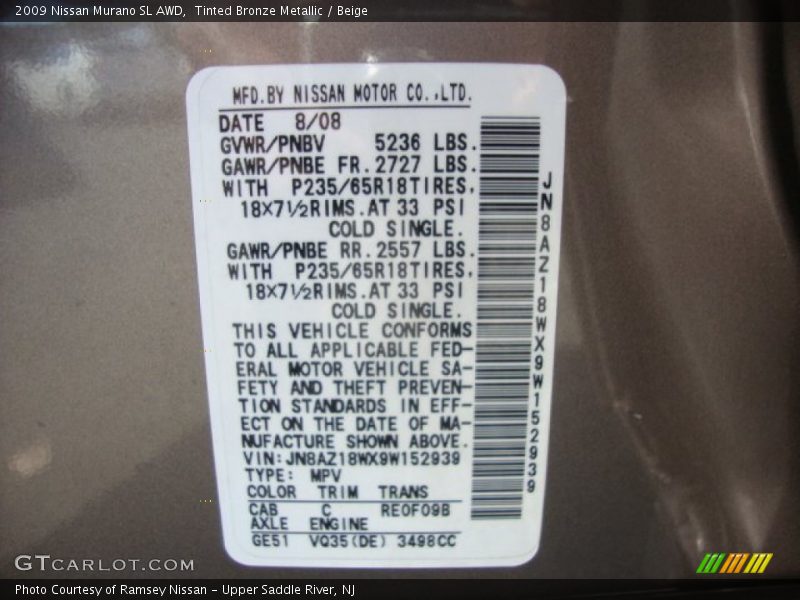 2009 Nissan Murano SL AWD,  Tinted Bronze Metallic / Beige
MFD.BY NISSAN MOTOR CO.,LTD.
DATE 8/08
GVWR/PNBV 5236 LBS.
GAWR/PNBE FR.2727 LBS.
WITH P235/65R18TIRES.
18X7½RIMS.AT 33 PSI
COLD SINGLE.
GAWR/PNBE RR.2557 LBS.
WITH P235/65R18TIRES.
18X7½RIMS.AT 33 PSI
COLD SINGLE.
THIS VEHICLE CONFORMS
TO ALL APPLICABLE FED-
ERAL MOTOR VEHICLE SA-
FETY AND THEFT PREVEN-
TION STANDARDS IN EFF-
ECT ON THE DATE OF MA-
NUFACTURE SHOWN ABOVE.
VIN:JN8AZ18WX9W152939
TYPE: MPV
COLOR TRIM TRANS
CAB C RE0F09B
AXLE ENGINE
GE51 VQ35(DE) 3498CC
JN8AZ18WX9W152939
GTCARLOT.COM
Photo Courtesy of Ramsey Nissan - Upper Saddle River, NJ